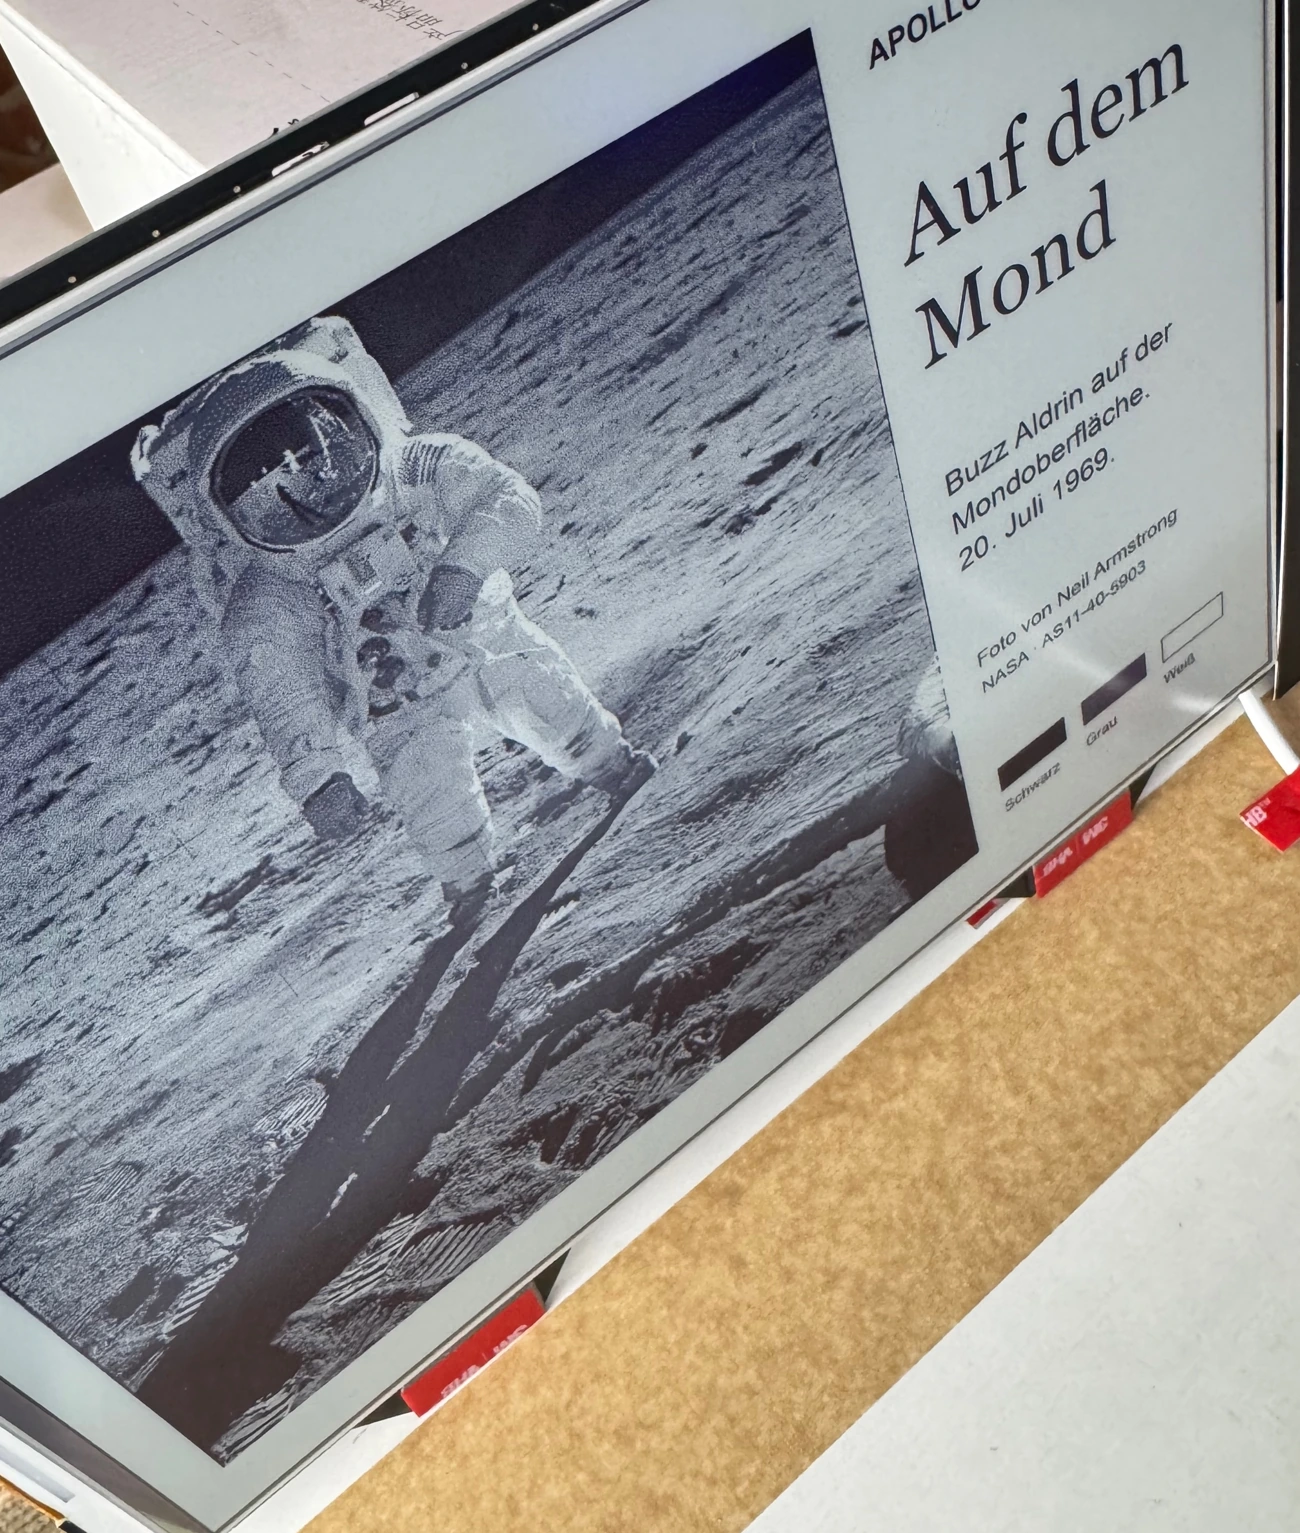 APOLLO
Auf dem
Mond
Buzz Aldrin auf der
Mondoberfläche.
20. Juli 1969.
Foto von Neil Armstrong
NASA · AS11-40-5903
Schwarz
Grau
Weiß